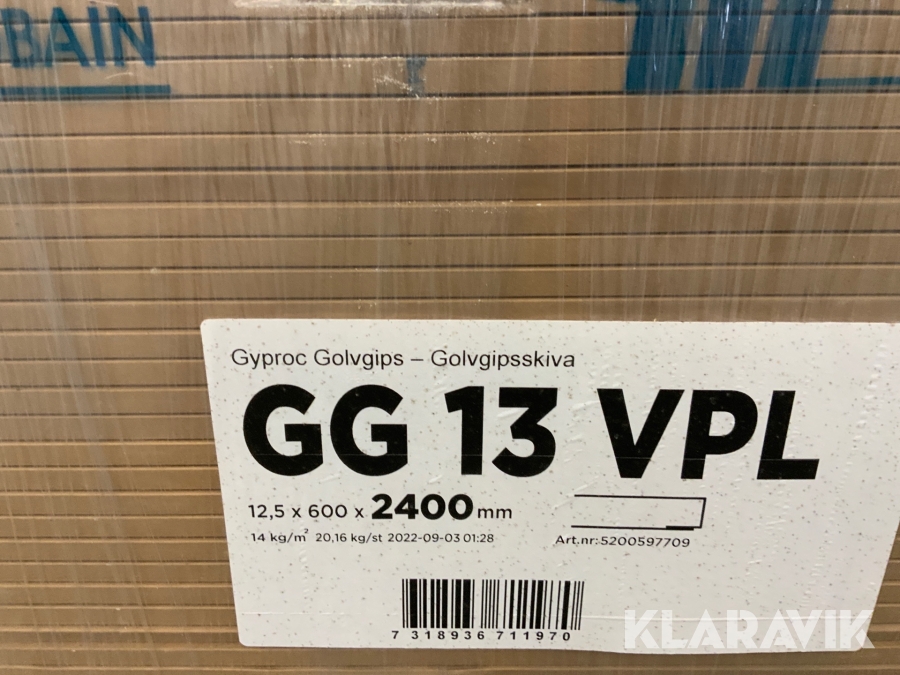 BAIN
Gyproc Golvgips – Golvgipsskiva
GG 13 VPL
12,5 x 600 x 2400 mm
14 kg/m² 20,16 kg/st 2022-09-03 01:28
Art.nr:5200597709
7 318936 711970
KLARAVIK